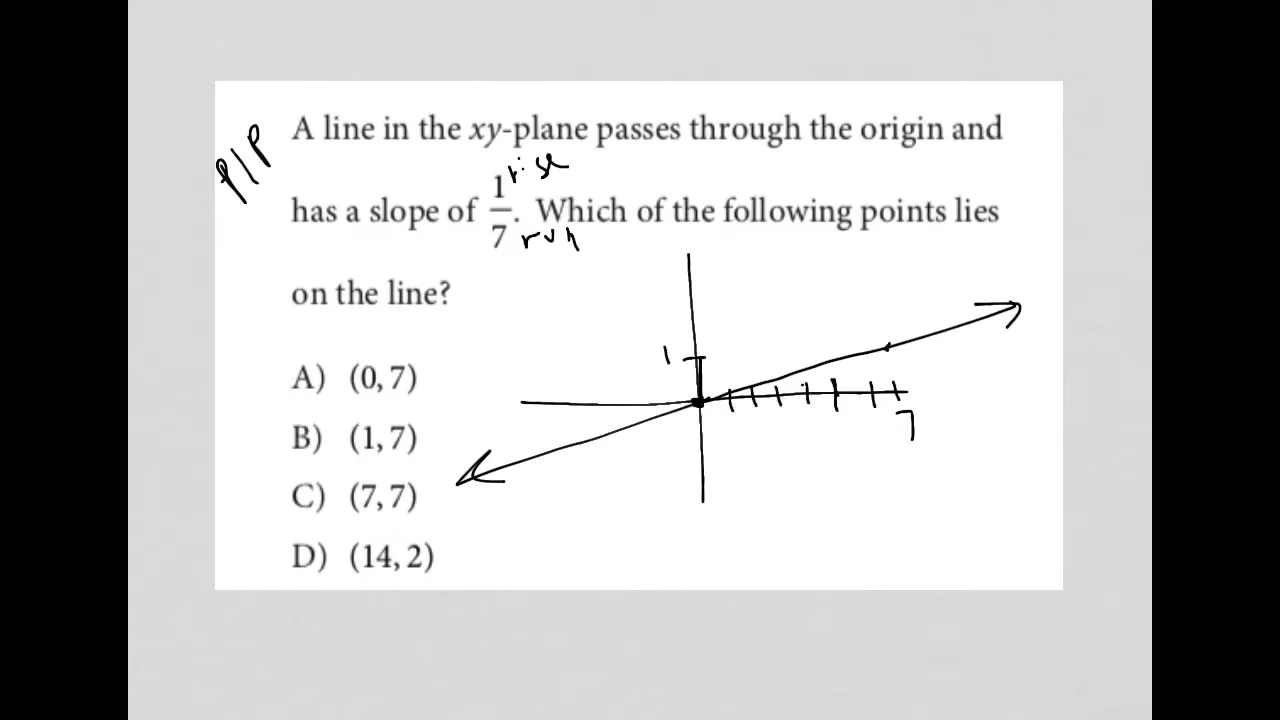 P/P
A line in the xy-plane passes through the origin and
rise
has a slope of 1/7. Which of the following points lies
run
on the line?
1
7
A) (0, 7)
B) (1, 7)
C) (7, 7)
D) (14, 2)